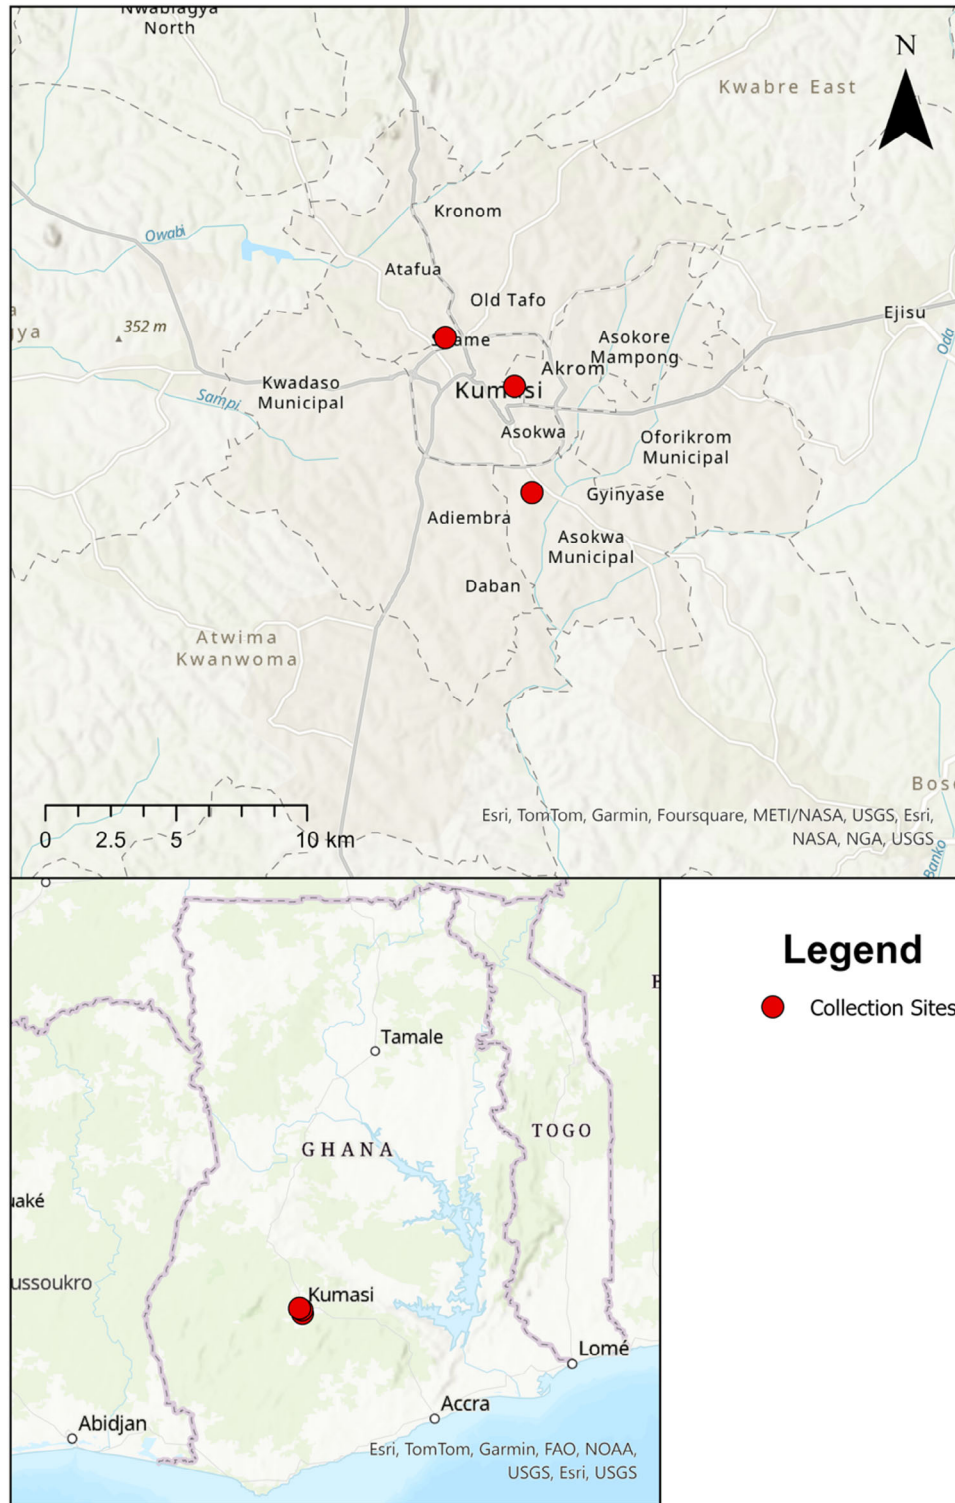 Nwabiagya
North
N
Kwabre East
Kronom
Owabi
Atafua
Old Tafo
Ejisu
352 m
Asokore
Mampong
Oda
Akrom
Kwadaso
Municipal
Sampi
Asokwa
Oforikrom
Municipal
Gyinyase
Adiembra
Asokwa
Municipal
Daban
Atwima
Kwanwoma
0 2.5 5 10 km
Esri, TomTom, Garmin, Foursquare, METI/NASA, USGS, Esri,
NASA, NGA, USGS
Banko
Legend
Collection Sites
Tamale
GHANA
TOGO
Kumasi
Lomé
Accra
Abidjan
Esri, TomTom, Garmin, FAO, NOAA,
USGS, Esri, USGS